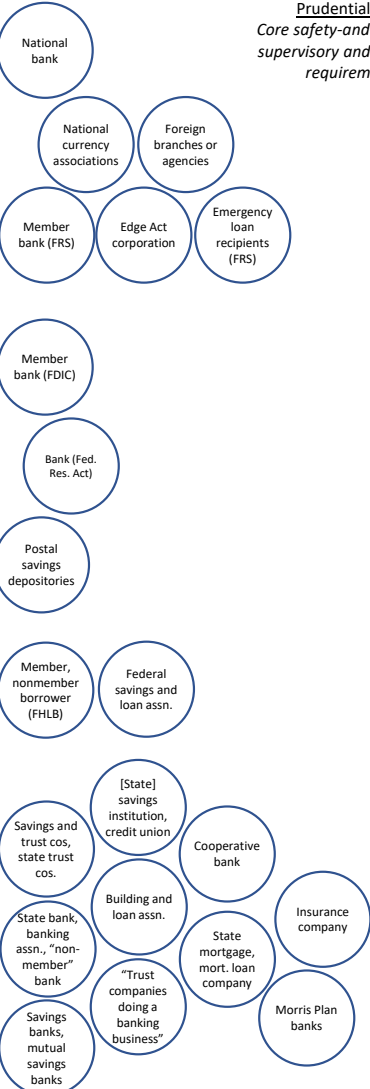 Prudential
Core safety-and
supervisory and
requirem
National
bank
National
currency
associations
Foreign
branches or
agencies
Member
bank (FRS)
Edge Act
corporation
Emergency
loan
recipients
(FRS)
Member
bank (FDIC)
Bank (Fed.
Res. Act)
Postal
savings
depositories
Member,
nonmember
borrower
(FHLB)
Federal
savings and
loan assn.
[State]
savings
institution,
credit union
Savings and
trust cos,
state trust
cos.
Cooperative
bank
Building and
loan assn.
Insurance
company
State bank,
banking
assn., “non-
member”
bank
State
mortgage,
mort. loan
company
“Trust
companies
doing a
banking
business”
Morris Plan
banks
Savings
banks,
mutual
savings
banks